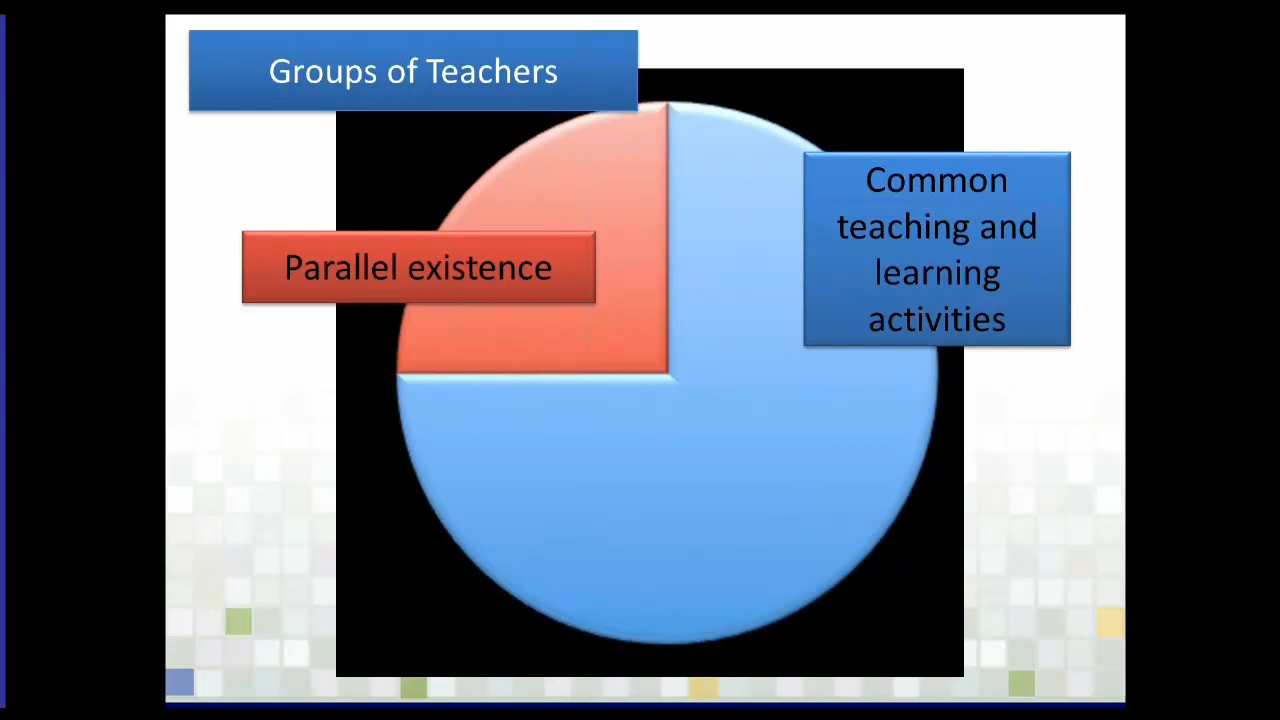 Groups of Teachers
Parallel existence
Common
teaching and
learning
activities